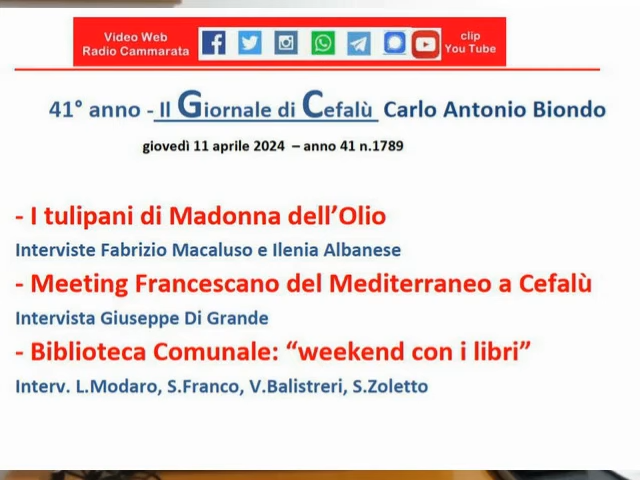 Video Web
Radio Cammarata
clip
You Tube
41° anno - Il Giornale di Cefalù Carlo Antonio Biondo
giovedì 11 aprile 2024 – anno 41 n.1789
- I tulipani di Madonna dell’Olio
Interviste Fabrizio Macaluso e Ilenia Albanese
- Meeting Francescano del Mediterraneo a Cefalù
Intervista Giuseppe Di Grande
- Biblioteca Comunale: “weekend con i libri”
Interv. L.Modaro, S.Franco, V.Balistreri, S.Zoletto